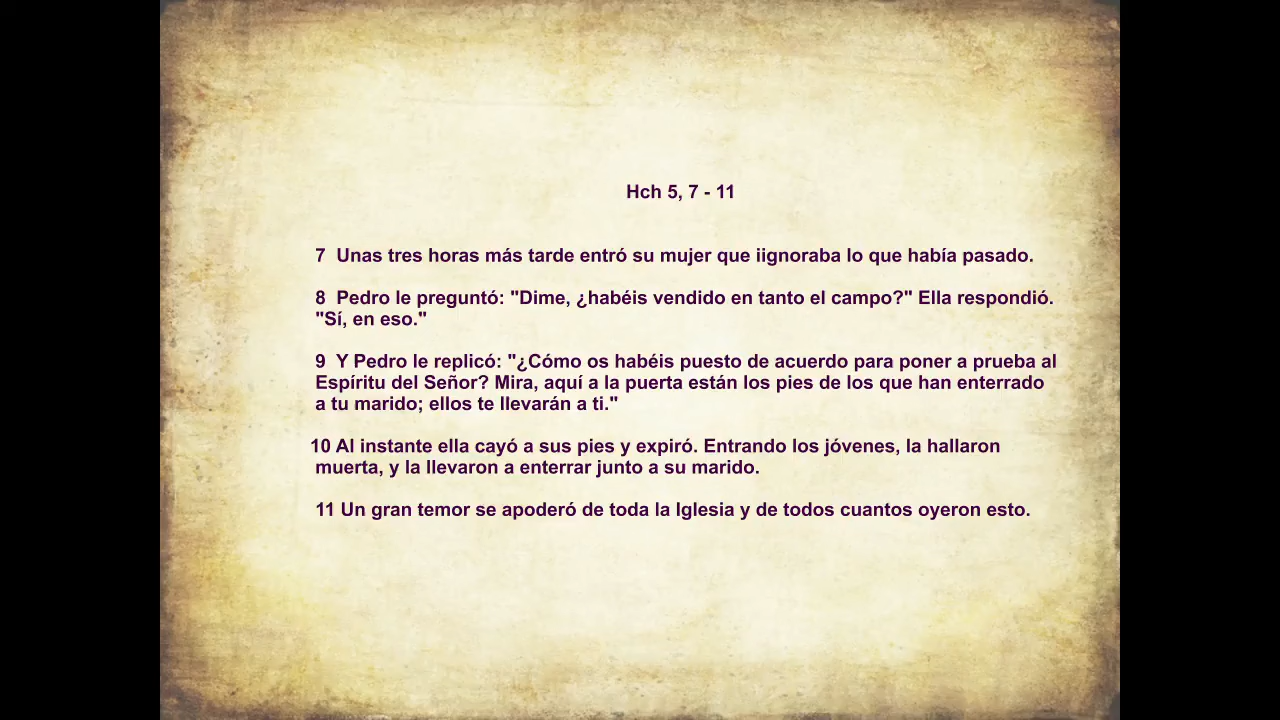 Hch 5, 7 - 11
7 Unas tres horas más tarde entró su mujer que iignoraba lo que había pasado.
8 Pedro le preguntó: "Dime, ¿habéis vendido en tanto el campo?" Ella respondió.
"Sí, en eso."
9 Y Pedro le replicó: "¿Cómo os habéis puesto de acuerdo para poner a prueba al
Espíritu del Señor? Mira, aquí a la puerta están los pies de los que han enterrado
a tu marido; ellos te llevarán a ti."
10 Al instante ella cayó a sus pies y expiró. Entrando los jóvenes, la hallaron
muerta, y la llevaron a enterrar junto a su marido.
11 Un gran temor se apoderó de toda la Iglesia y de todos cuantos oyeron esto.